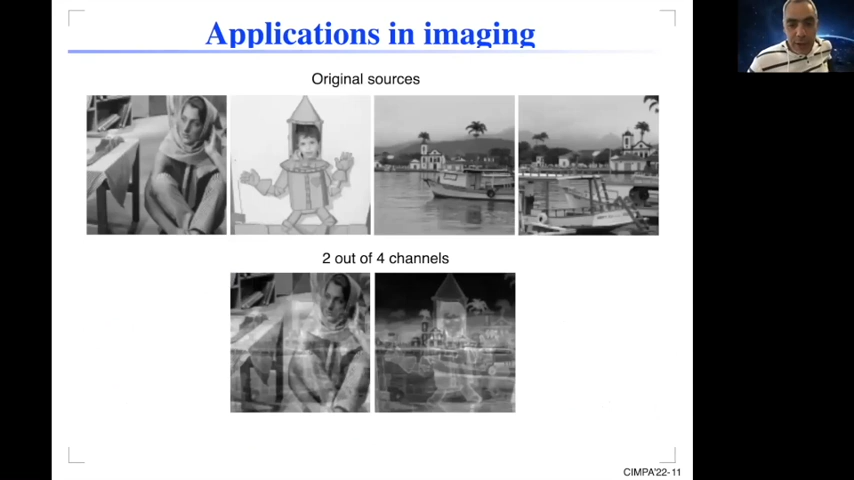 Applications in imaging
Original sources
2 out of 4 channels
CIMPA'22-11